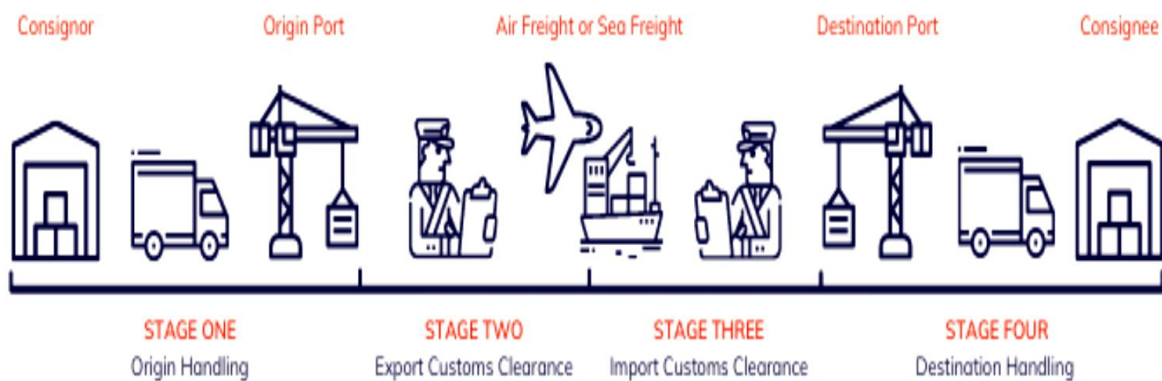 Consignor
Origin Port
Air Freight or Sea Freight
Destination Port
Consignee
STAGE ONE
Origin Handling
STAGE TWO
Export Customs Clearance
STAGE THREE
Import Customs Clearance
STAGE FOUR
Destination Handling